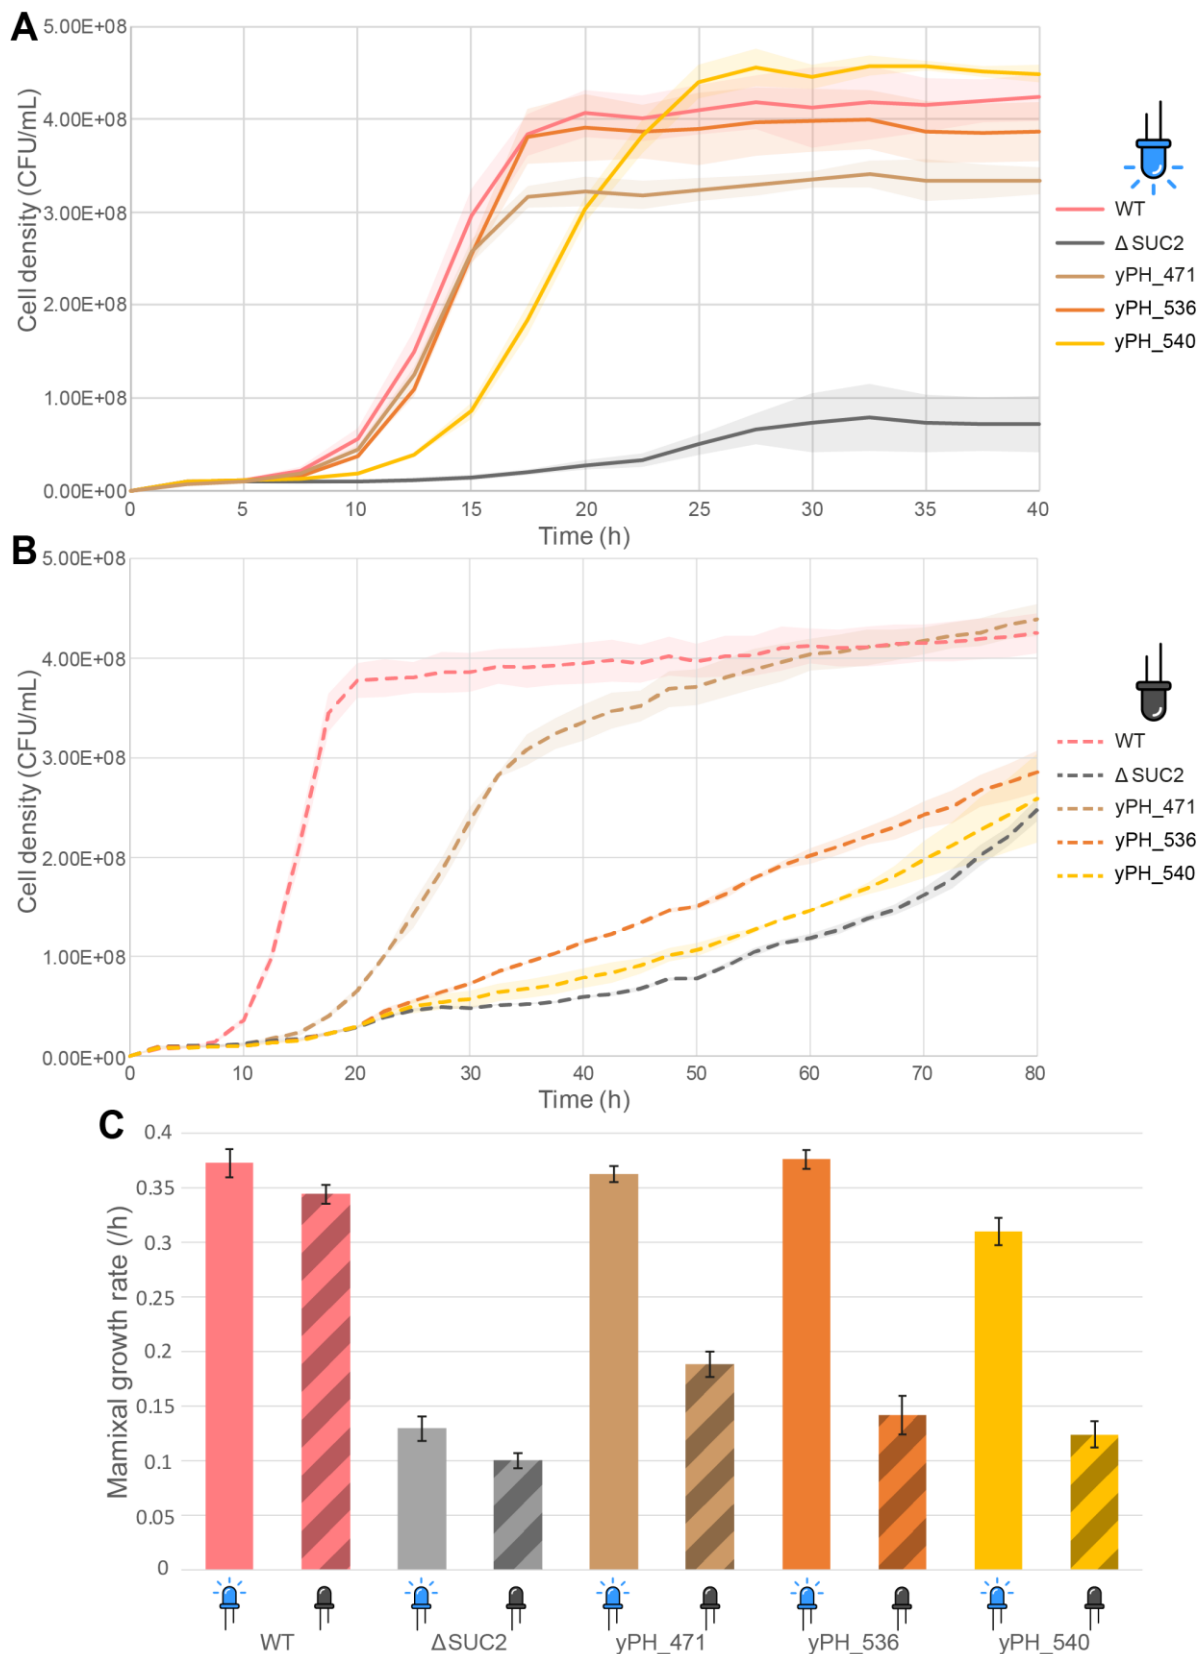 A
5.00E+08
4.00E+08
3.00E+08
2.00E+08
1.00E+08
0.00E+00
Cell density (CFU/mL)
0 5 10 15 20 25 30 35 40
Time (h)
WT
ΔSUC2
yPH_471
yPH_536
yPH_540
B
5.00E+08
4.00E+08
3.00E+08
2.00E+08
1.00E+08
0.00E+00
Cell density (CFU/mL)
0 10 20 30 40 50 60 70 80
Time (h)
WT
ΔSUC2
yPH_471
yPH_536
yPH_540
C
0.4
0.35
0.3
0.25
0.2
0.15
0.1
0.05
0
Mamixal growth rate (/h)
WT ΔSUC2 yPH_471 yPH_536 yPH_540